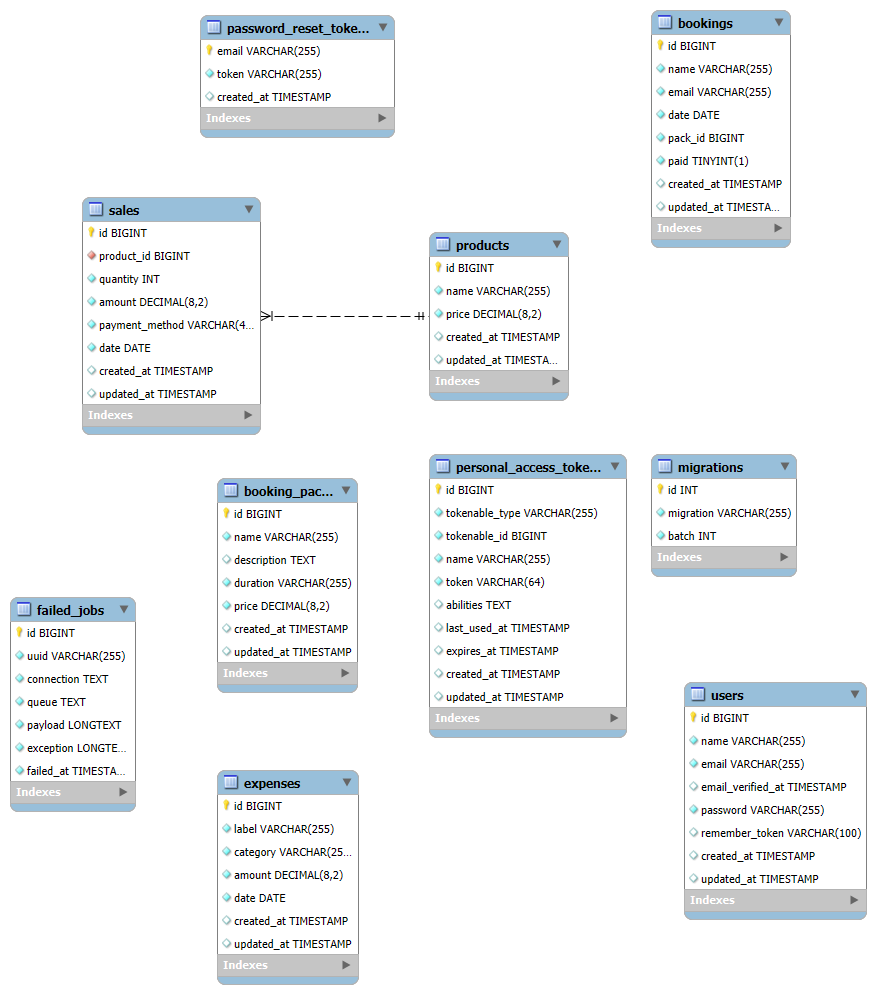 password_reset_toke...
email VARCHAR(255)
token VARCHAR(255)
created_at TIMESTAMP
Indexes
bookings
id BIGINT
name VARCHAR(255)
email VARCHAR(255)
date DATE
pack_id BIGINT
paid TINYINT(1)
created_at TIMESTAMP
updated_at TIMESTA...
Indexes
sales
id BIGINT
product_id BIGINT
quantity INT
amount DECIMAL(8,2)
payment_method VARCHAR(4...
date DATE
created_at TIMESTAMP
updated_at TIMESTAMP
Indexes
products
id BIGINT
name VARCHAR(255)
price DECIMAL(8,2)
created_at TIMESTAMP
updated_at TIMESTA...
Indexes
booking_pac...
id BIGINT
name VARCHAR(255)
description TEXT
duration VARCHAR(255)
price DECIMAL(8,2)
created_at TIMESTAMP
updated_at TIMESTAMP
Indexes
personal_access_toke...
id BIGINT
tokenable_type VARCHAR(255)
tokenable_id BIGINT
name VARCHAR(255)
token VARCHAR(64)
abilities TEXT
last_used_at TIMESTAMP
expires_at TIMESTAMP
created_at TIMESTAMP
updated_at TIMESTAMP
Indexes
migrations
id INT
migration VARCHAR(255)
batch INT
Indexes
failed_jobs
id BIGINT
uuid VARCHAR(255)
connection TEXT
queue TEXT
payload LONGTEXT
exception LONGTE...
failed_at TIMESTA...
Indexes
users
id BIGINT
name VARCHAR(255)
email VARCHAR(255)
email_verified_at TIMESTAMP
password VARCHAR(255)
remember_token VARCHAR(100)
created_at TIMESTAMP
updated_at TIMESTAMP
Indexes
expenses
id BIGINT
label VARCHAR(255)
category VARCHAR(25...
amount DECIMAL(8,2)
date DATE
created_at TIMESTAMP
updated_at TIMESTAMP
Indexes